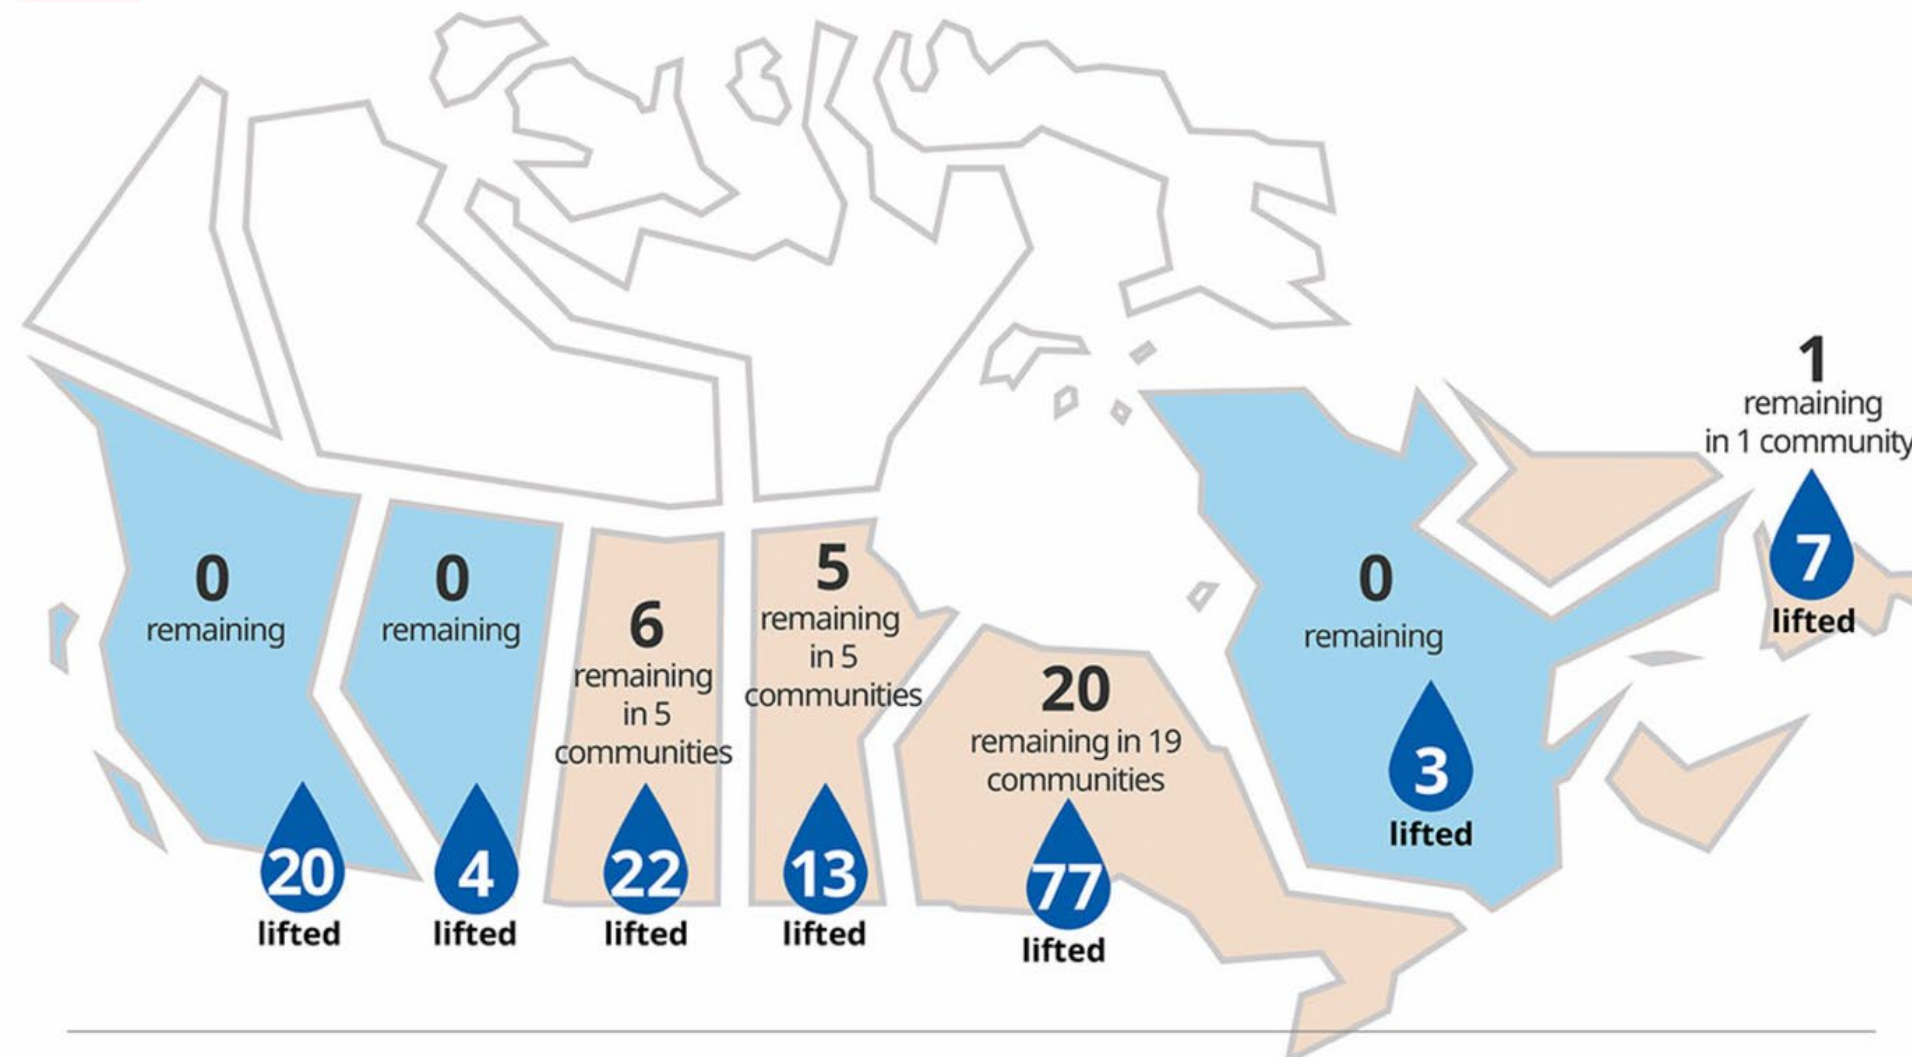 0
remaining
20
lifted
0
remaining
4
lifted
6
remaining
in 5
communities
22
lifted
5
remaining
in 5
communities
13
lifted
20
remaining in 19
communities
77
lifted
0
remaining
3
lifted
1
remaining
in 1 community
7
lifted